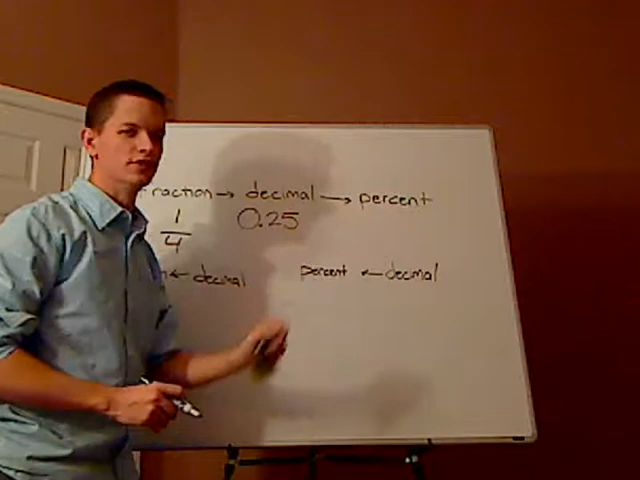 raction → decimal → percent
1/4 0.25
← decimal percent ← decimal